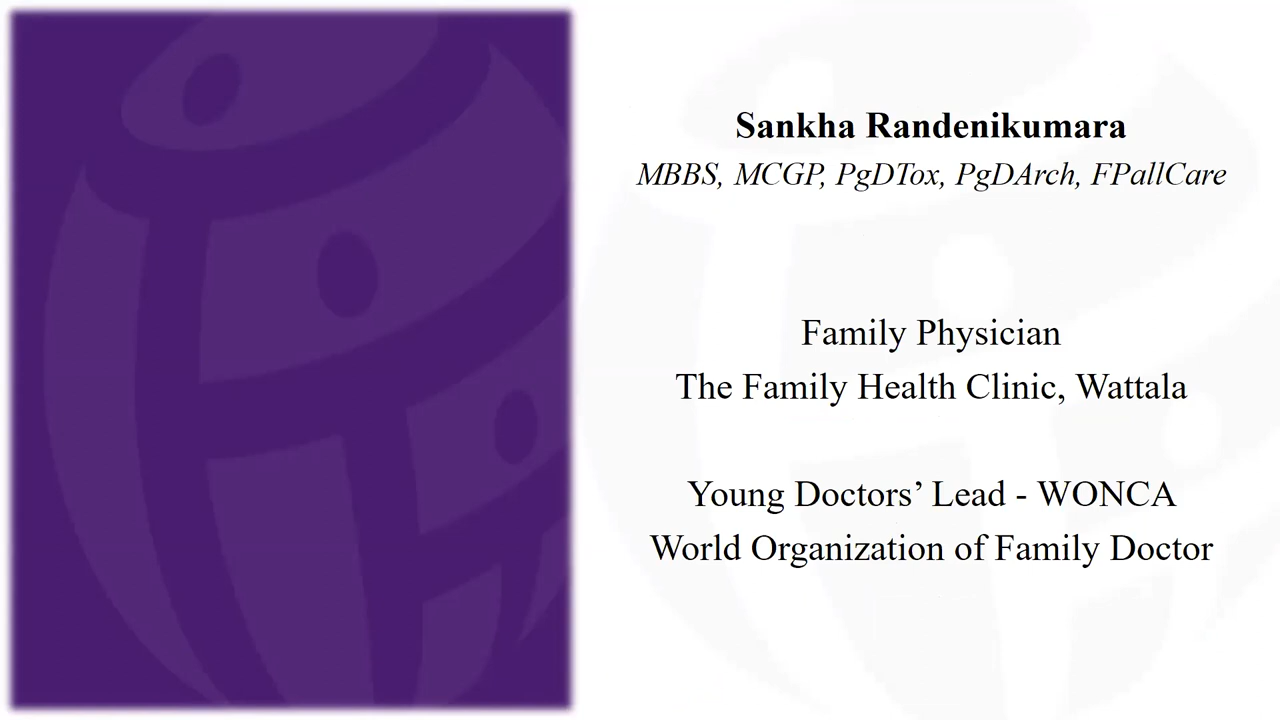 Sankha Randenikumara
MBBS, MCGP, PgDTox, PgDArch, FPallCare
Family Physician
The Family Health Clinic, Wattala
Young Doctors’ Lead - WONCA
World Organization of Family Doctor